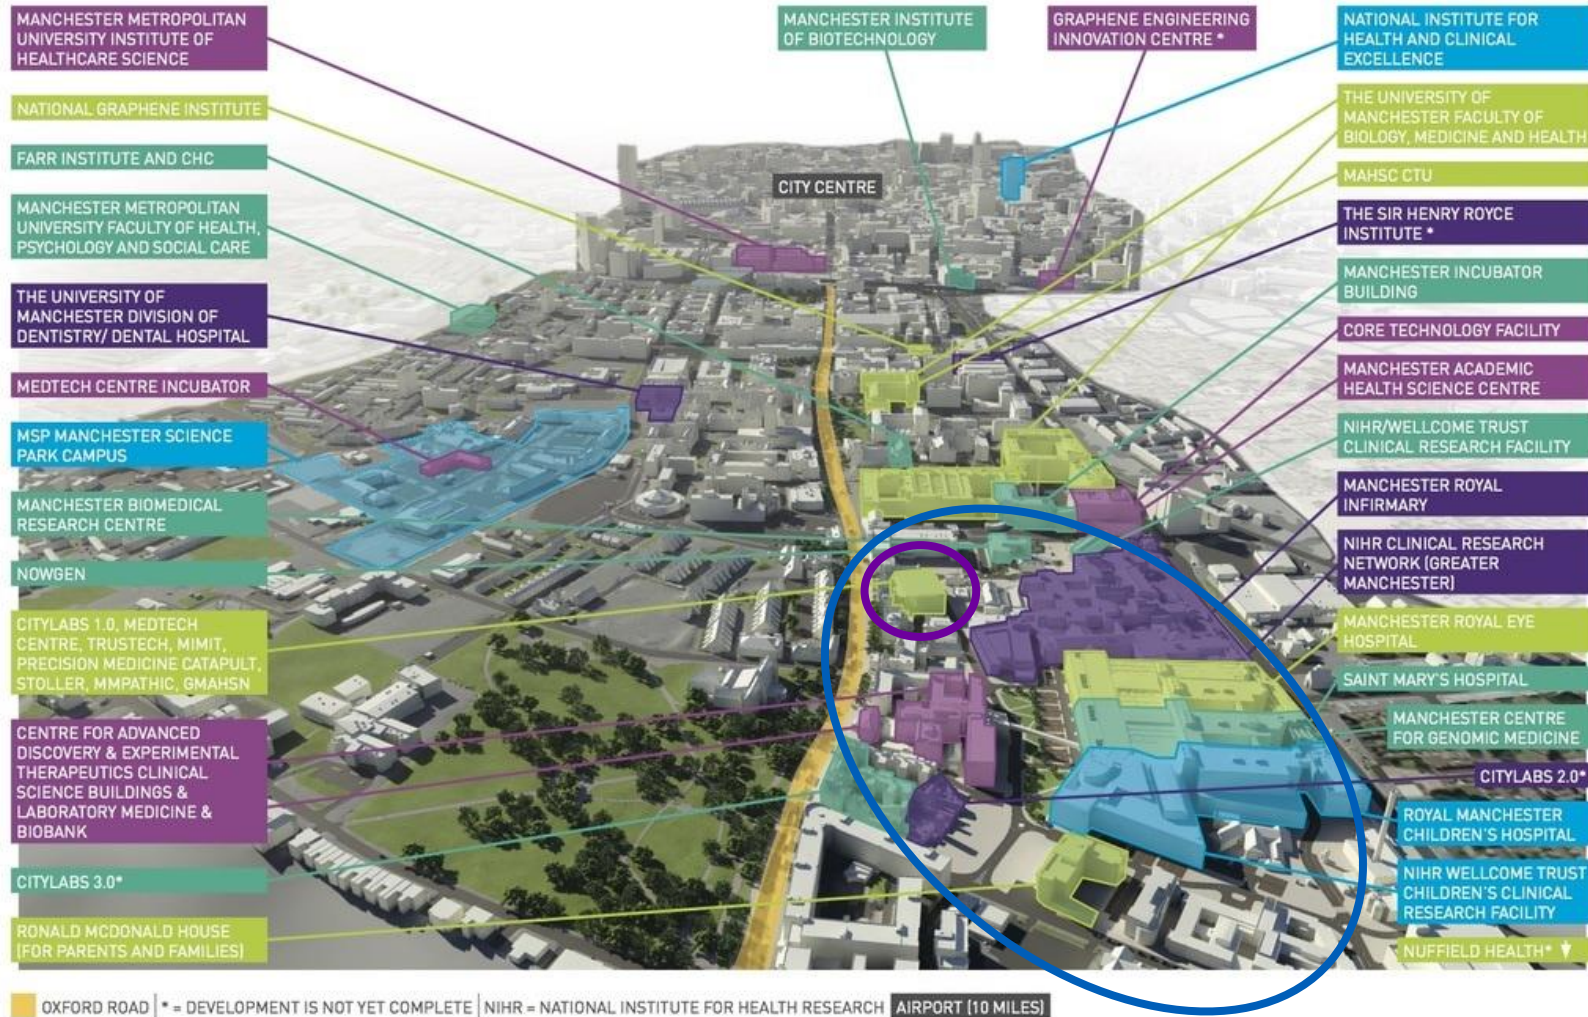 MANCHESTER METROPOLITAN
UNIVERSITY INSTITUTE OF
HEALTHCARE SCIENCE
NATIONAL GRAPHENE INSTITUTE
FARR INSTITUTE AND CHC
MANCHESTER METROPOLITAN
UNIVERSITY FACULTY OF HEALTH,
PSYCHOLOGY AND SOCIAL CARE
THE UNIVERSITY OF
MANCHESTER DIVISION OF
DENTISTRY/ DENTAL HOSPITAL
MEDTECH CENTRE INCUBATOR
MSP MANCHESTER SCIENCE
PARK CAMPUS
MANCHESTER BIOMEDICAL
RESEARCH CENTRE
NOWGEN
CITYLABS 1.0, MEDTECH
CENTRE, TRUSTECH, MIMIT,
PRECISION MEDICINE CATAPULT,
STOLLER, MMPATHIC, GMAHSN
CENTRE FOR ADVANCED
DISCOVERY & EXPERIMENTAL
THERAPEUTICS CLINICAL
SCIENCE BUILDINGS &
LABORATORY MEDICINE &
BIOBANK
CITYLABS 3.0*
RONALD MCDONALD HOUSE
(FOR PARENTS AND FAMILIES)
MANCHESTER INSTITUTE
OF BIOTECHNOLOGY
GRAPHENE ENGINEERING
INNOVATION CENTRE *
CITY CENTRE
NATIONAL INSTITUTE FOR
HEALTH AND CLINICAL
EXCELLENCE
THE UNIVERSITY OF
MANCHESTER FACULTY OF
BIOLOGY, MEDICINE AND HEALTH
MAHSC CTU
THE SIR HENRY ROYCE
INSTITUTE *
MANCHESTER INCUBATOR
BUILDING
CORE TECHNOLOGY FACILITY
MANCHESTER ACADEMIC
HEALTH SCIENCE CENTRE
NIHR/WELLCOME TRUST
CLINICAL RESEARCH FACILITY
MANCHESTER ROYAL
INFIRMARY
NIHR CLINICAL RESEARCH
NETWORK (GREATER
MANCHESTER)
MANCHESTER ROYAL EYE
HOSPITAL
SAINT MARY'S HOSPITAL
MANCHESTER CENTRE
FOR GENOMIC MEDICINE
CITYLABS 2.0*
ROYAL MANCHESTER
CHILDREN'S HOSPITAL
NIHR WELLCOME TRUST
CHILDREN'S CLINICAL
RESEARCH FACILITY
NUFFIELD HEALTH*
OXFORD ROAD | * = DEVELOPMENT IS NOT YET COMPLETE | NIHR = NATIONAL INSTITUTE FOR HEALTH RESEARCH AIRPORT (10 MILES)